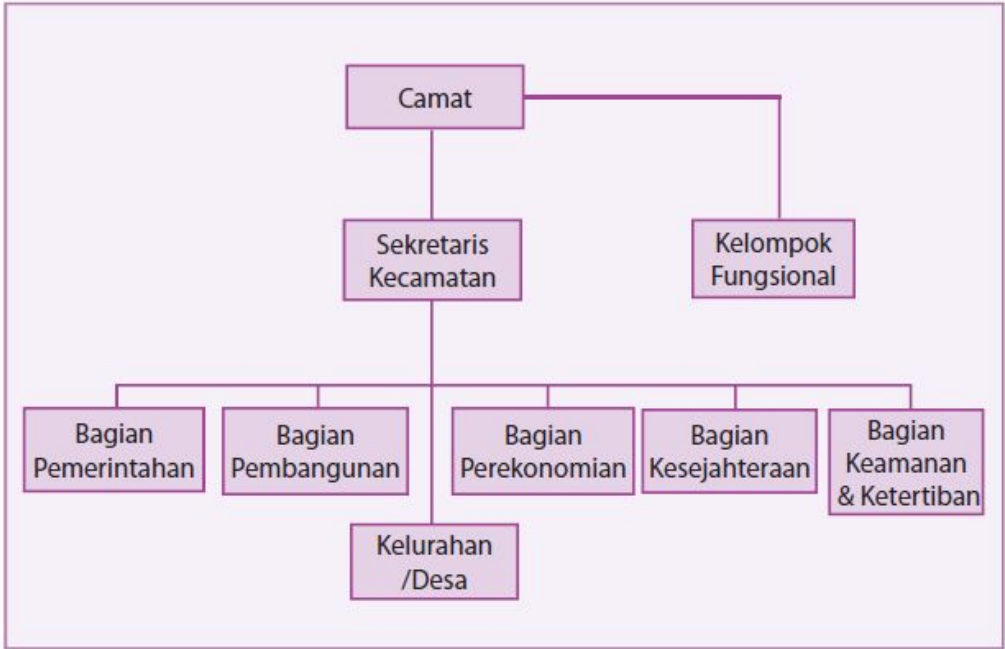 Camat
Sekretaris
Kecamatan
Kelompok
Fungsional
Bagian
Pemerintahan
Bagian
Pembangunan
Bagian
Perekonomian
Bagian
Kesejahteraan
Bagian
Keamanan
& Ketertiban
Kelurahan
/Desa